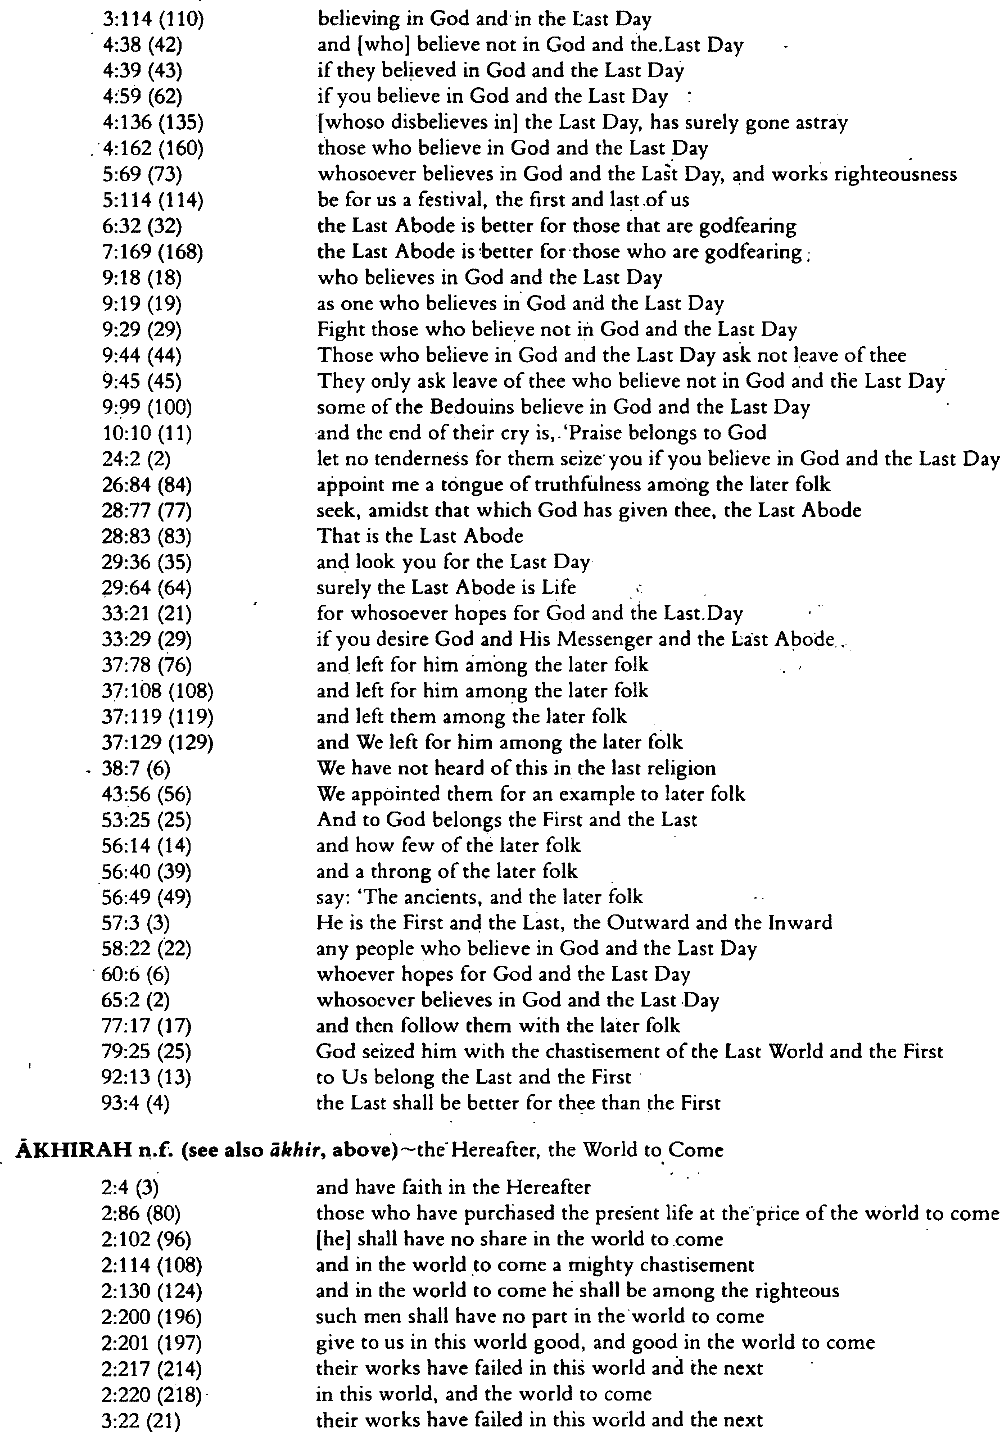 3:114 (110) believing in God and in the Last Day
4:38 (42) and [who] believe not in God and the Last Day
4:39 (43) if they believed in God and the Last Day
4:59 (62) if you believe in God and the Last Day
4:136 (135) [whoso disbelieves in] the Last Day, has surely gone astray
4:162 (160) those who believe in God and the Last Day
5:69 (73) whosoever believes in God and the Last Day, and works righteousness
5:114 (114) be for us a festival, the first and last of us
6:32 (32) the Last Abode is better for those that are godfearing
7:169 (168) the Last Abode is better for those who are godfearing
9:18 (18) who believes in God and the Last Day
9:19 (19) as one who believes in God and the Last Day
9:29 (29) Fight those who believe not in God and the Last Day
9:44 (44) Those who believe in God and the Last Day ask not leave of thee
9:45 (45) They only ask leave of thee who believe not in God and the Last Day
9:99 (100) some of the Bedouins believe in God and the Last Day
10:10 (11) and the end of their cry is, 'Praise belongs to God
24:2 (2) let no tenderness for them seize you if you believe in God and the Last Day
26:84 (84) appoint me a tongue of truthfulness among the later folk
28:77 (77) seek, amidst that which God has given thee, the Last Abode
28:83 (83) That is the Last Abode
29:36 (35) and look you for the Last Day
29:64 (64) surely the Last Abode is Life
33:21 (21) for whosoever hopes for God and the Last Day
33:29 (29) if you desire God and His Messenger and the Last Abode
37:78 (76) and left for him among the later folk
37:108 (108) and left for him among the later folk
37:119 (119) and left them among the later folk
37:129 (129) and We left for him among the later folk
38:7 (6) We have not heard of this in the last religion
43:56 (56) We appointed them for an example to later folk
53:25 (25) And to God belongs the First and the Last
56:14 (14) and how few of the later folk
56:40 (39) and a throng of the later folk
56:49 (49) say: 'The ancients, and the later folk
57:3 (3) He is the First and the Last, the Outward and the Inward
58:22 (22) any people who believe in God and the Last Day
60:6 (6) whoever hopes for God and the Last Day
65:2 (2) whosoever believes in God and the Last Day
77:17 (17) and then follow them with the later folk
79:25 (25) God seized him with the chastisement of the Last World and the First
92:13 (13) to Us belong the Last and the First
93:4 (4) the Last shall be better for thee than the First
ĀKHIRAH n.f. (see also ākhir, above)~the Hereafter, the World to Come
2:4 (3) and have faith in the Hereafter
2:86 (80) those who have purchased the present life at the price of the world to come
2:102 (96) [he] shall have no share in the world to come
2:114 (108) and in the world to come a mighty chastisement
2:130 (124) and in the world to come he shall be among the righteous
2:200 (196) such men shall have no part in the world to come
2:201 (197) give to us in this world good, and good in the world to come
2:217 (214) their works have failed in this world and the next
2:220 (218) in this world, and the world to come
3:22 (21) their works have failed in this world and the next